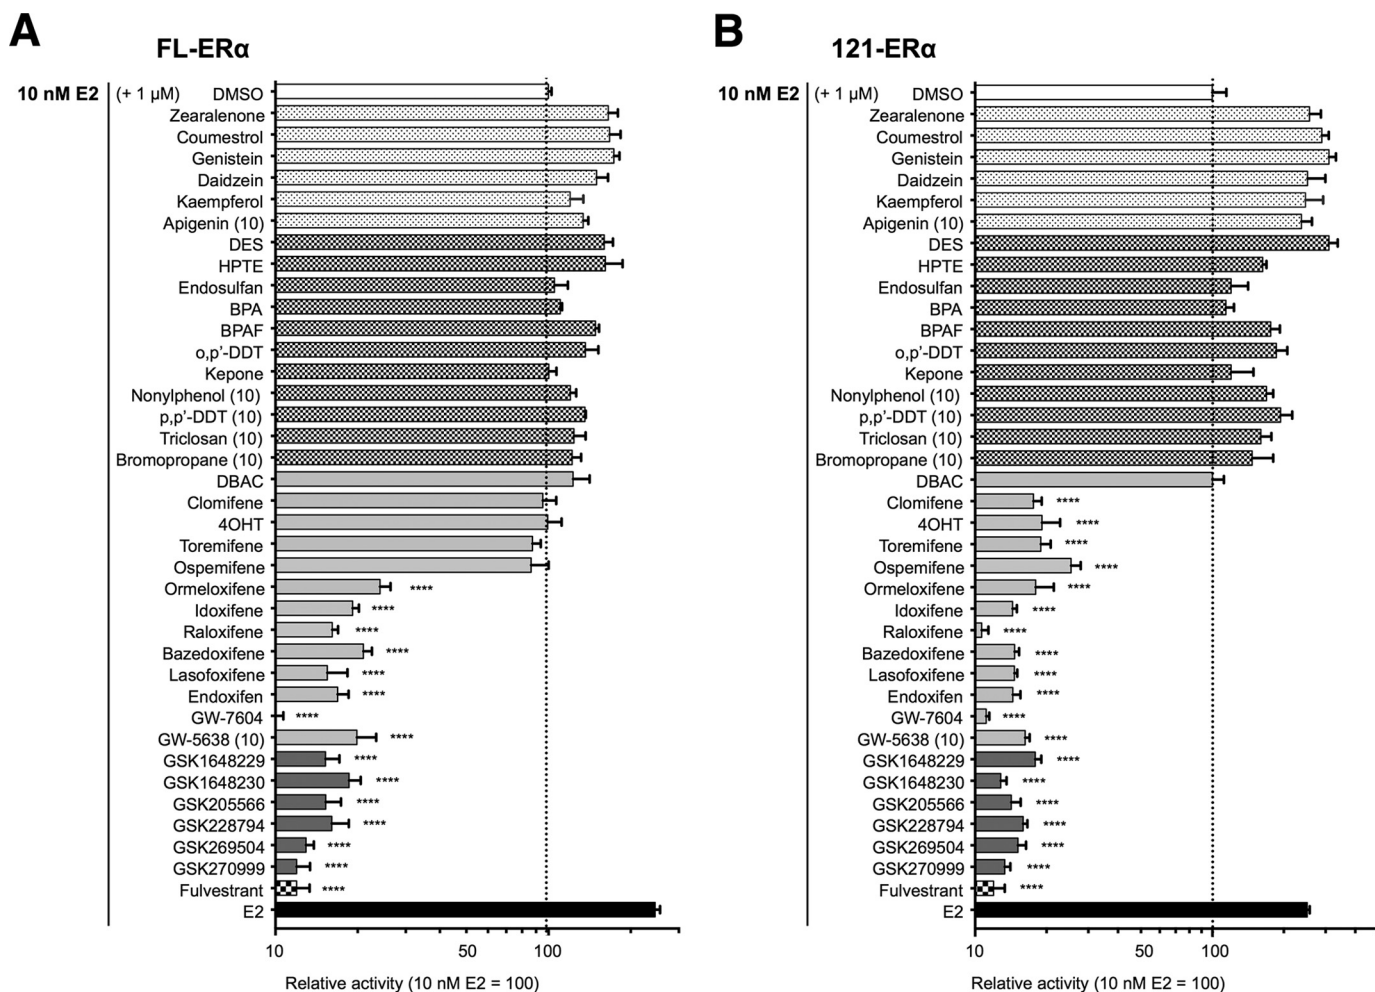 A
FL-ERα
10 nM E2 (+ 1 µM) DMSO
Zearalenone
Coumestrol
Genistein
Daidzein
Kaempferol
Apigenin (10)
DES
HPTE
Endosulfan
BPA
BPAF
o,p'-DDT
Kepone
Nonylphenol (10)
p,p'-DDT (10)
Triclosan (10)
Bromopropane (10)
DBAC
Clomifene
4OHT
Toremifene
Ospemifene
Ormeloxifene ****
Idoxifene ****
Raloxifene ****
Bazedoxifene ****
Lasofoxifene ****
Endoxifen ****
GW-7604 ****
GW-5638 (10) ****
GSK1648229 ****
GSK1648230 ****
GSK205566 ****
GSK228794 ****
GSK269504 ****
GSK270999 ****
Fulvestrant ****
E2
10 50 100
Relative activity (10 nM E2 = 100)
B
121-ERα
10 nM E2 (+ 1 µM) DMSO
Zearalenone
Coumestrol
Genistein
Daidzein
Kaempferol
Apigenin (10)
DES
HPTE
Endosulfan
BPA
BPAF
o,p'-DDT
Kepone
Nonylphenol (10)
p,p'-DDT (10)
Triclosan (10)
Bromopropane (10)
DBAC
Clomifene ****
4OHT ****
Toremifene ****
Ospemifene ****
Ormeloxifene ****
Idoxifene ****
Raloxifene ****
Bazedoxifene ****
Lasofoxifene ****
Endoxifen ****
GW-7604 ****
GW-5638 (10) ****
GSK1648229 ****
GSK1648230 ****
GSK205566 ****
GSK228794 ****
GSK269504 ****
GSK270999 ****
Fulvestrant ****
E2
10 50 100
Relative activity (10 nM E2 = 100)